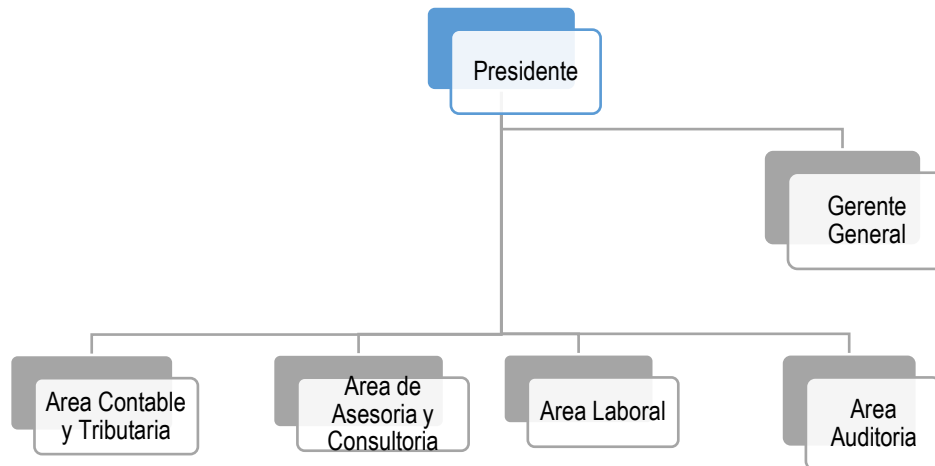 Presidente
Gerente
General
Area Contable
y Tributaria
Area de
Asesoria y
Consultoria
Area Laboral
Area
Auditoria